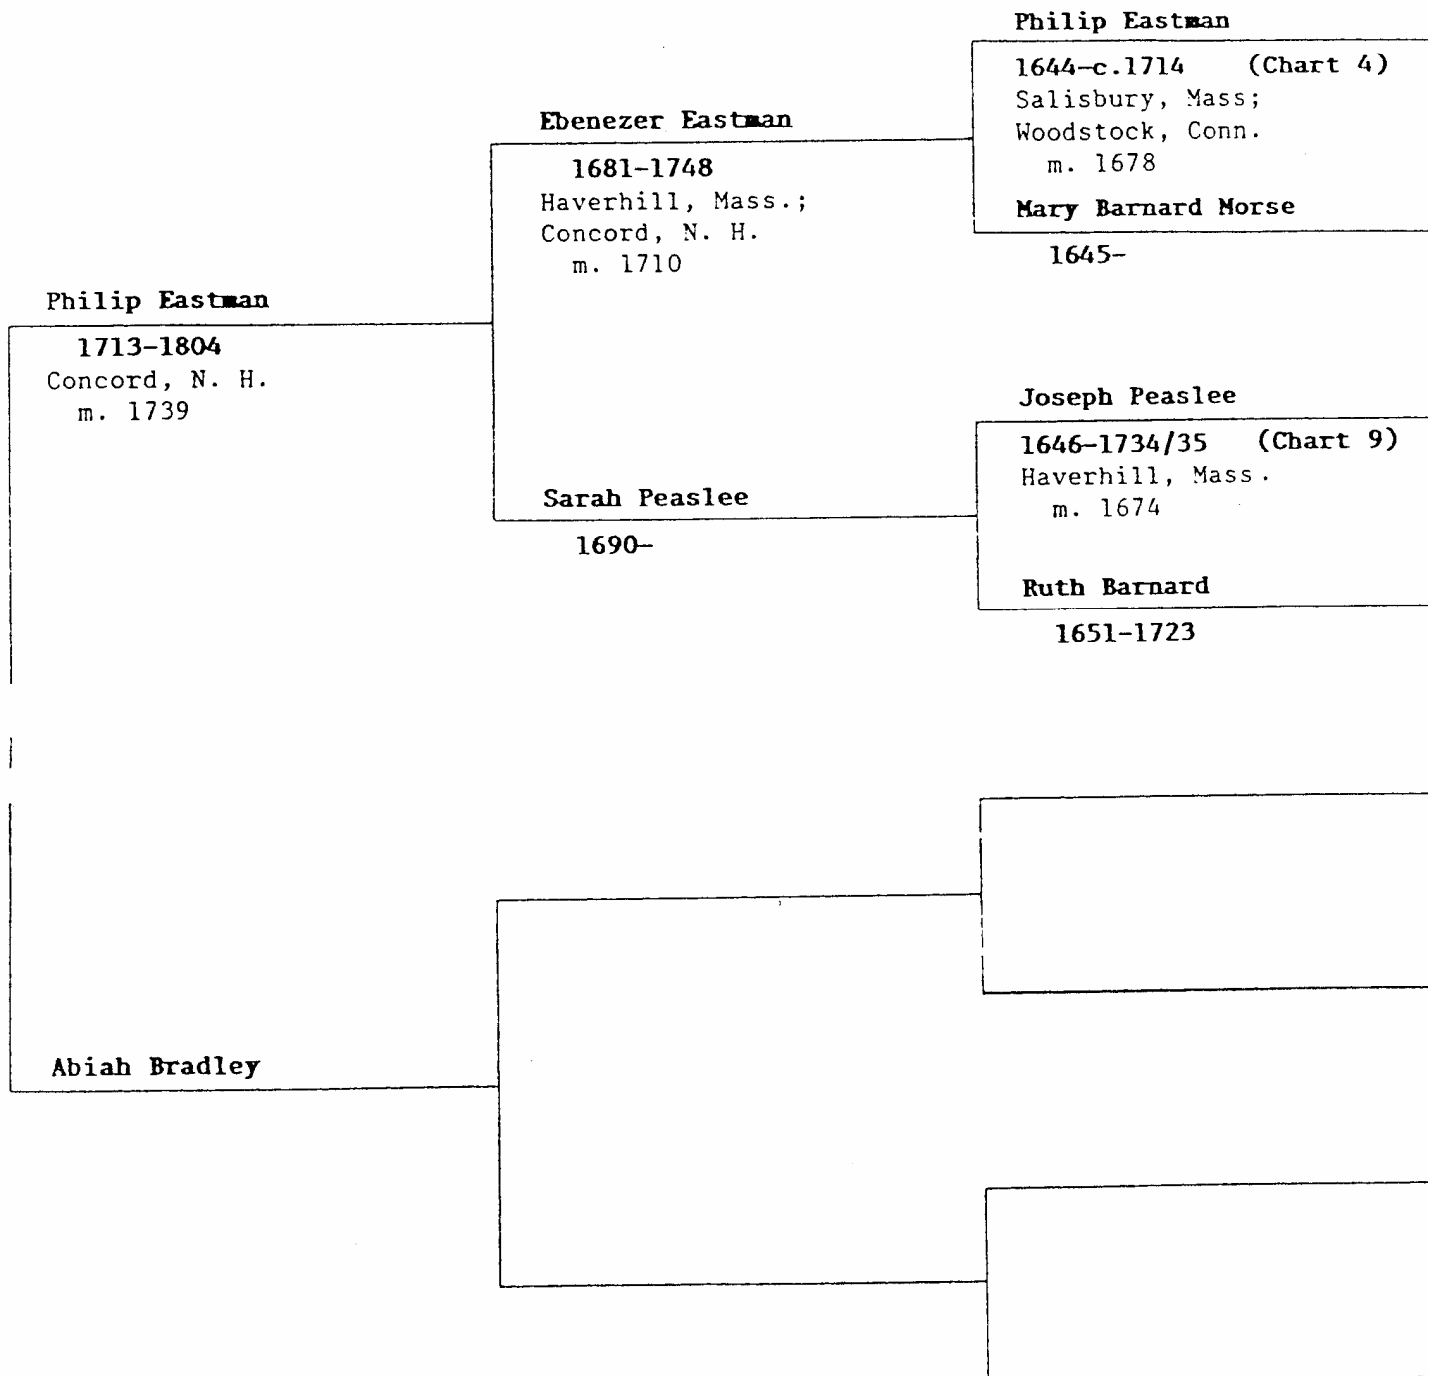 Philip Eastman
1644-c.1714 (Chart 4)
Salisbury, Mass;
Woodstock, Conn.
m. 1678
Mary Barnard Morse
1645-
Ebenezer Eastman
1681-1748
Haverhill, Mass.;
Concord, N. H.
m. 1710
Philip Eastman
1713-1804
Concord, N. H.
m. 1739
Joseph Peaslee
1646-1734/35 (Chart 9)
Haverhill, Mass.
m. 1674
Sarah Peaslee
1690-
Ruth Barnard
1651-1723
Abiah Bradley